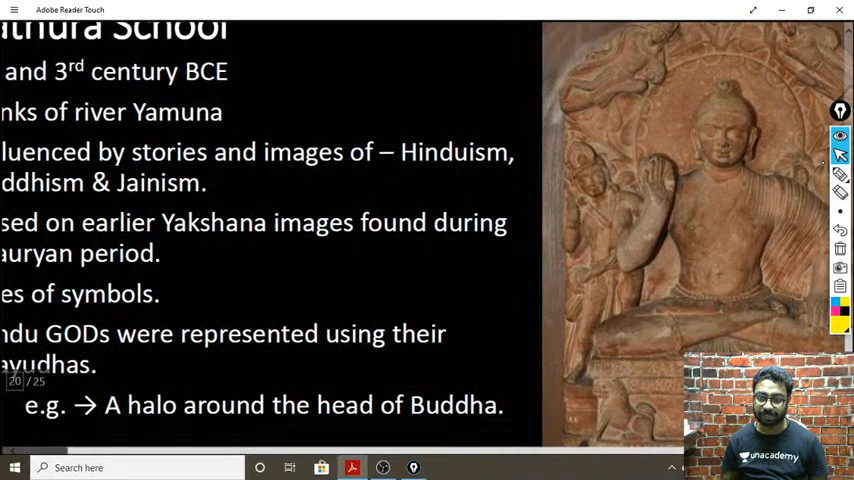 Adobe Reader Touch
athura School
and 3rd century BCE
nks of river Yamuna
luenced by stories and images of – Hinduism,
ddhism & Jainism.
sed on earlier Yakshana images found during
auryan period.
es of symbols.
ndu GODs were represented using their
ayudhas.
20 / 25
e.g. → A halo around the head of Buddha.
unacademy
Search here